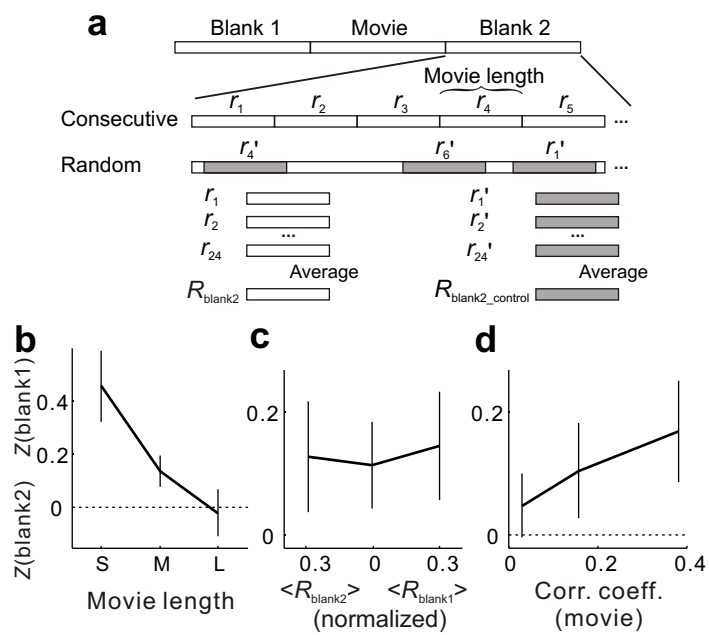 a
Blank 1 Movie Blank 2
Movie length
Consecutive r1 r2 r3 r4 r5 ...
Random r4' r6' r1' ...
r1 r1'
r2 r2'
... ...
r24 r24'
Average Average
Rblank2 Rblank2_control
b
Z(blank2) Z(blank1)
0.4
0.2
0
S M L
Movie length
c
0.2
0
0.3 0 0.3
<Rblank2> <Rblank1>
(normalized)
d
0.2
0
0 0.2 0.4
Corr. coeff.
(movie)